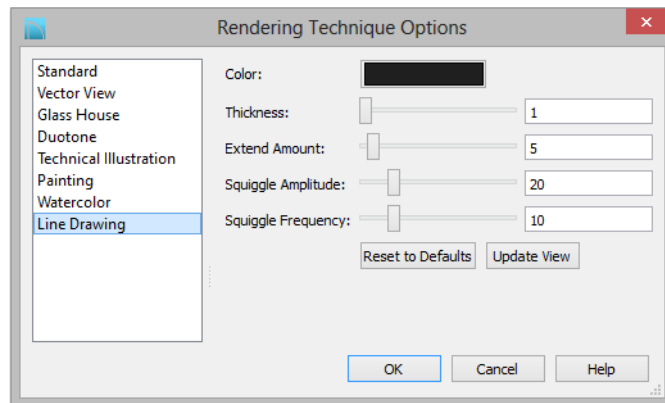 Rendering Technique Options
Standard
Vector View
Glass House
Duotone
Technical Illustration
Painting
Watercolor
Line Drawing
Color:
Thickness: 1
Extend Amount: 5
Squiggle Amplitude: 20
Squiggle Frequency: 10
Reset to Defaults Update View
OK Cancel Help